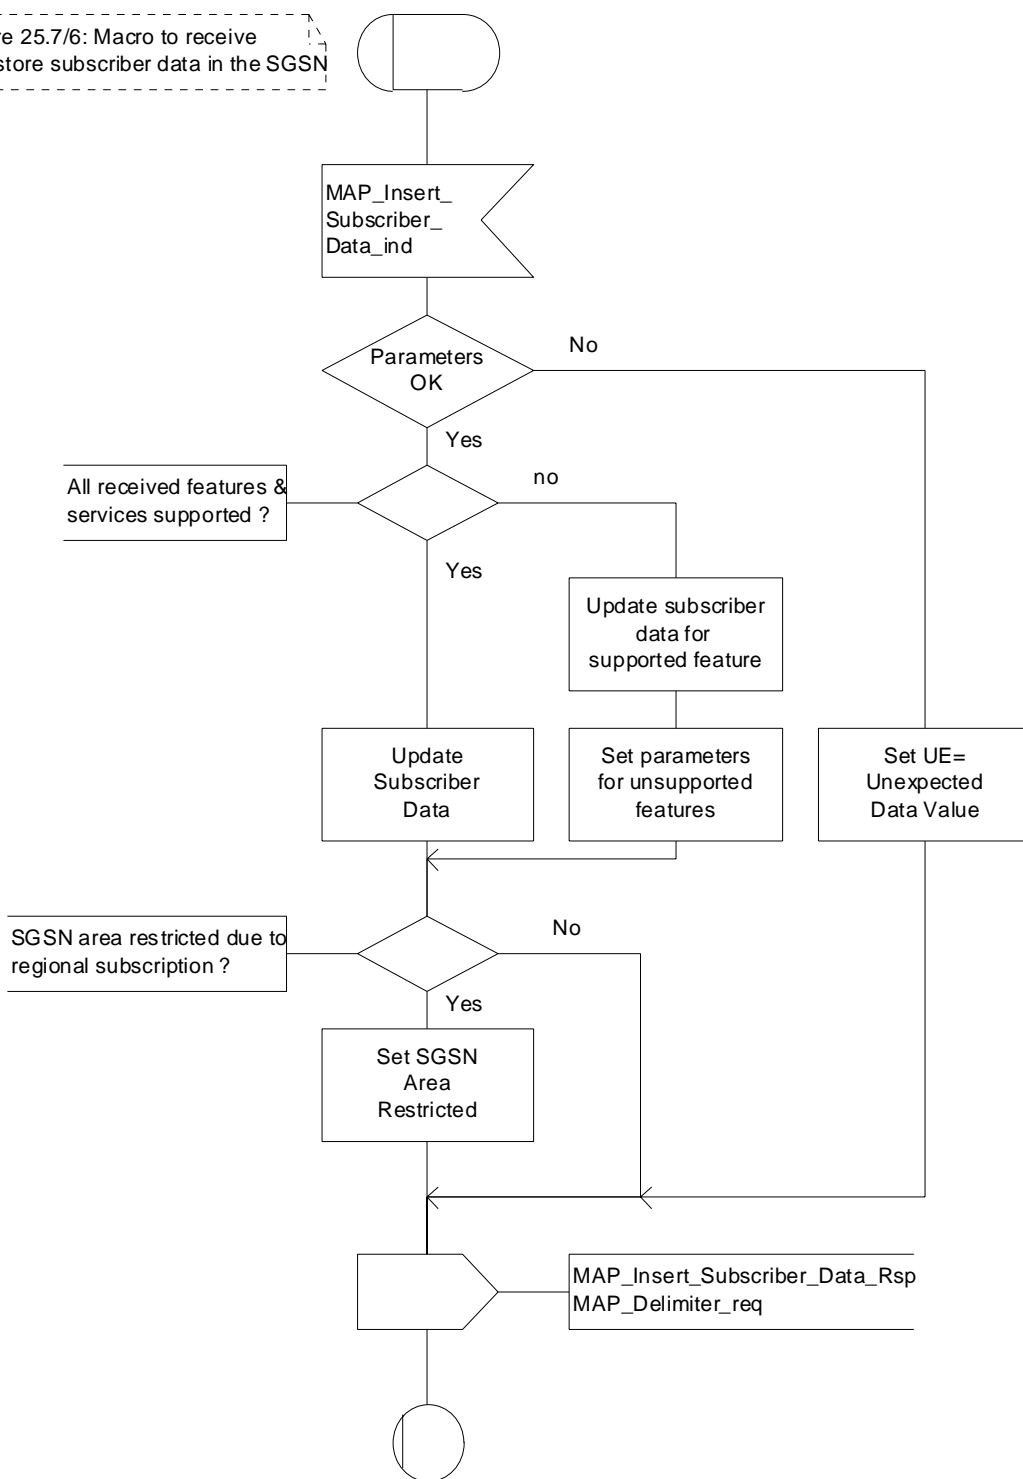 re 25.7/6: Macro to receive
store subscriber data in the SGSN
MAP_Insert_
Subscriber_
Data_ind
Parameters
OK
No
Yes
All received features &
services supported ?
no
Yes
Update subscriber
data for
supported feature
Update
Subscriber
Data
Set parameters
for unsupported
features
Set UE=
Unexpected
Data Value
SGSN area restricted due to
regional subscription ?
No
Yes
Set SGSN
Area
Restricted
MAP_Insert_Subscriber_Data_Rsp
MAP_Delimiter_req